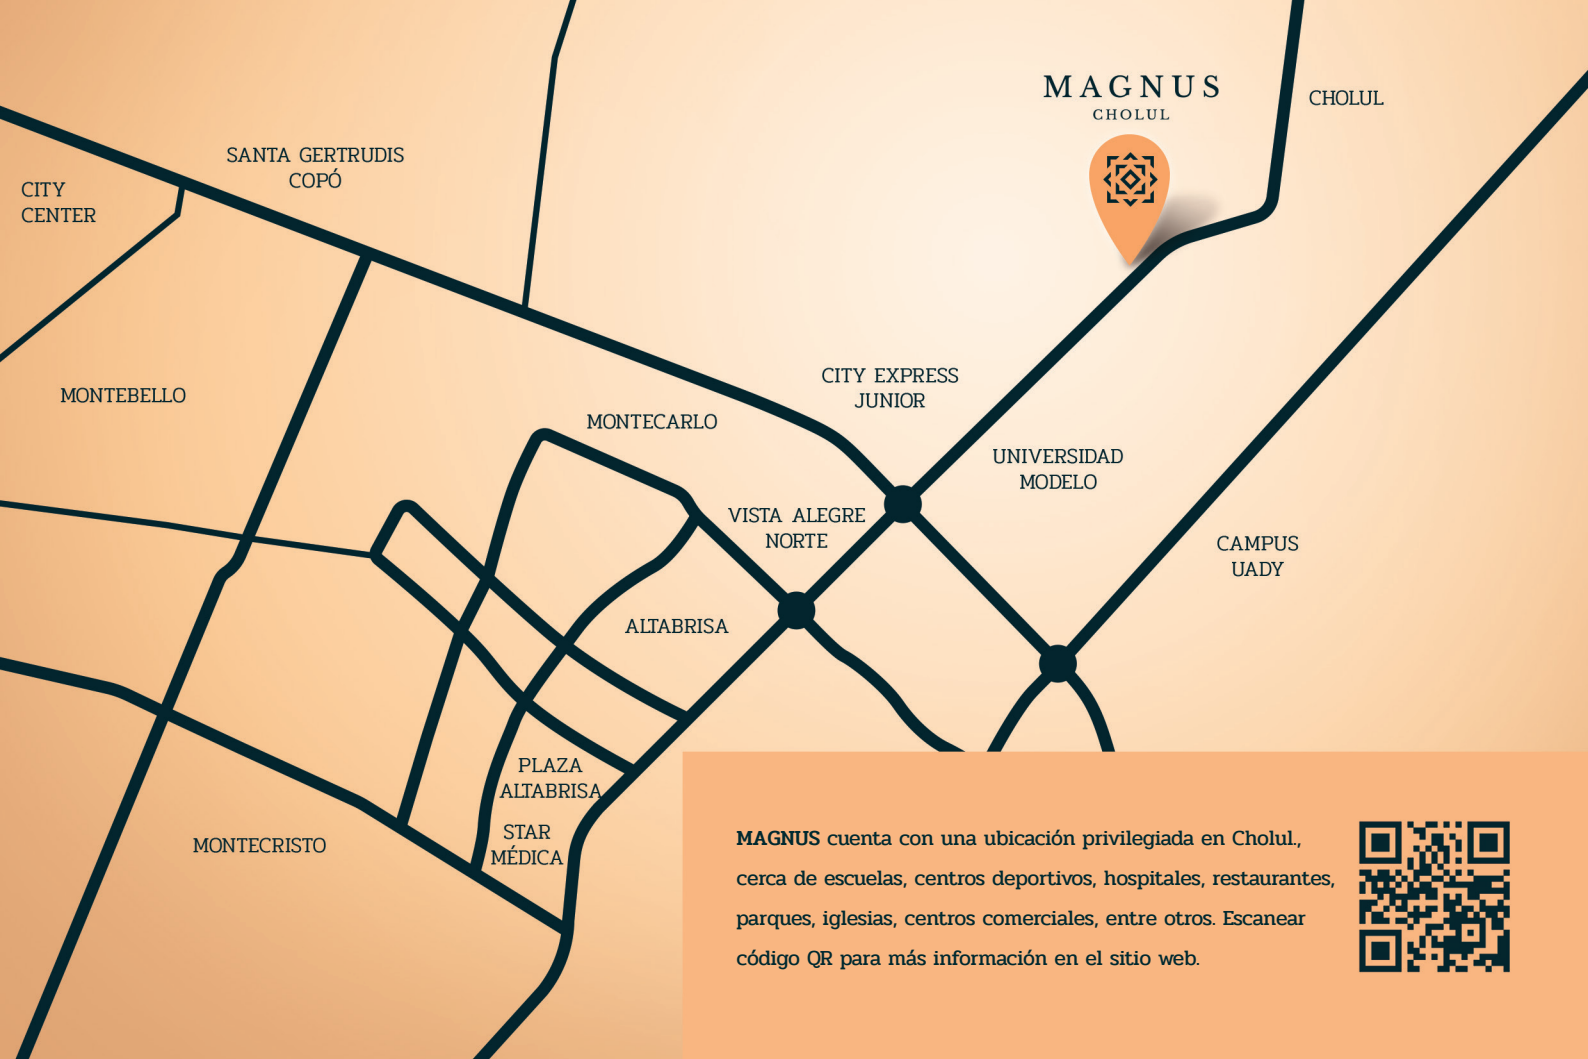 MAGNUS
CHOLUL
CHOLUL
SANTA GERTRUDIS
COPÓ
CITY
CENTER
MONTEBELLO
CITY EXPRESS
JUNIOR
MONTECARLO
UNIVERSIDAD
MODELO
VISTA ALEGRE
NORTE
CAMPUS
UADY
ALTABRISA
PLAZA
ALTABRISA
STAR
MÉDICA
MONTECRISTO
MAGNUS cuenta con una ubicación privilegiada en Cholul.,
cerca de escuelas, centros deportivos, hospitales, restaurantes,
parques, iglesias, centros comerciales, entre otros. Escanear
código QR para más información en el sitio web.